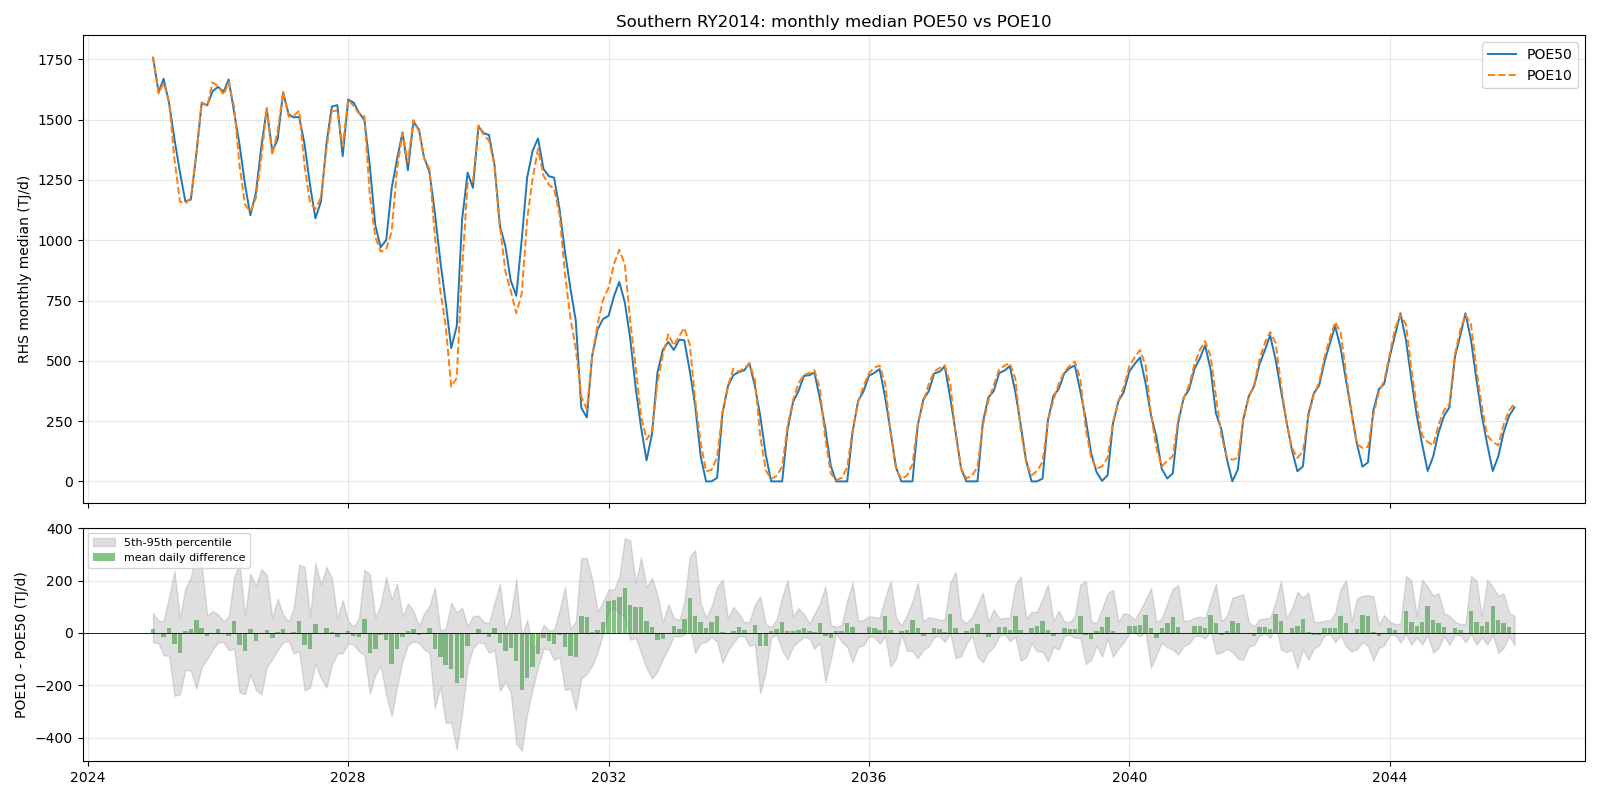 Southern RY2014: monthly median POE50 vs POE10
RHS monthly median (TJ/d)
1750
1500
1250
1000
750
500
250
0
POE50
POE10
POE10 - POE50 (TJ/d)
400
200
0
−200
−400
5th-95th percentile
mean daily difference
2024
2028
2032
2036
2040
2044